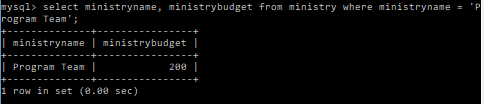 mysql> select ministryname, ministrybudget from ministry where ministryname = 'P
rogram Team';
+--------------+----------------+
| ministryname | ministrybudget |
+--------------+----------------+
| Program Team |            200 |
+--------------+----------------+
1 row in set (0.00 sec)